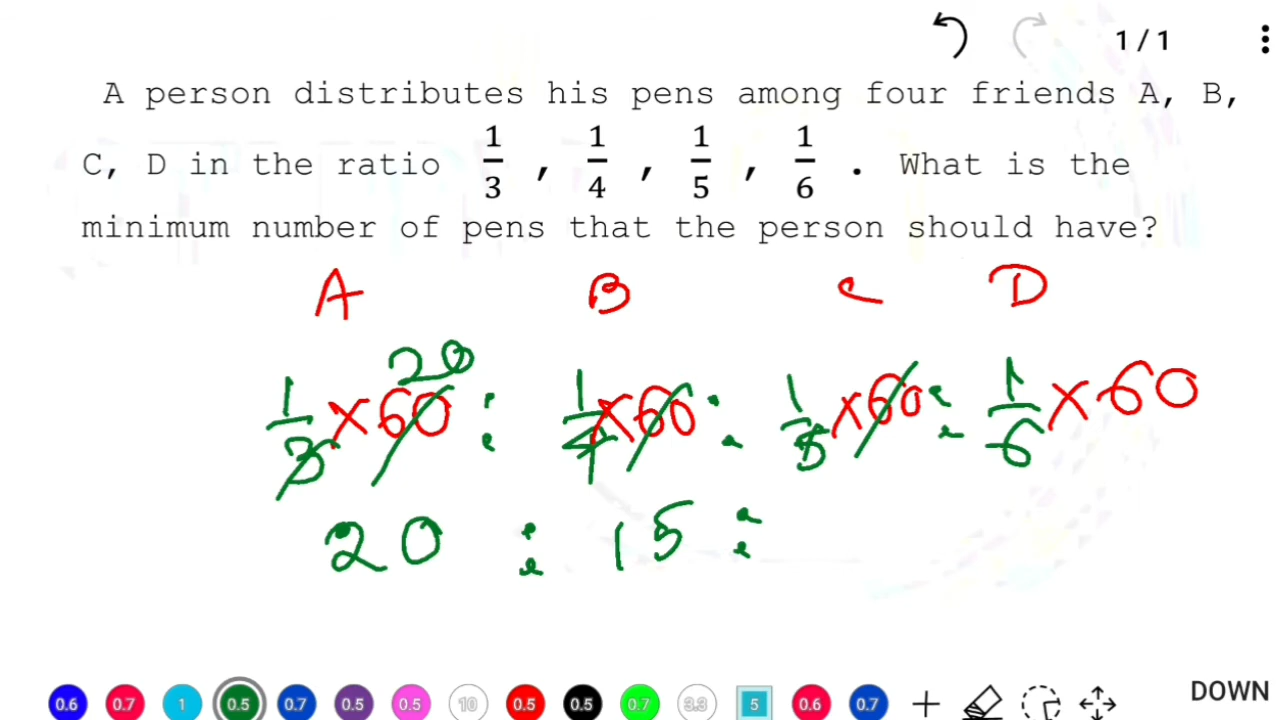 1/1
A person distributes his pens among four friends A, B,
C, D in the ratio 1/3 , 1/4 , 1/5 , 1/6 . What is the
minimum number of pens that the person should have?
A B C D
20
1/3 × 60 : 1/4 × 60 : 1/5 × 60 : 1/6 × 60
20 : 15 :
0.6 0.7 1 0.5 0.7 0.5 0.5 10 0.5 0.5 0.7 3.3 5 0.6 0.7 DOWN